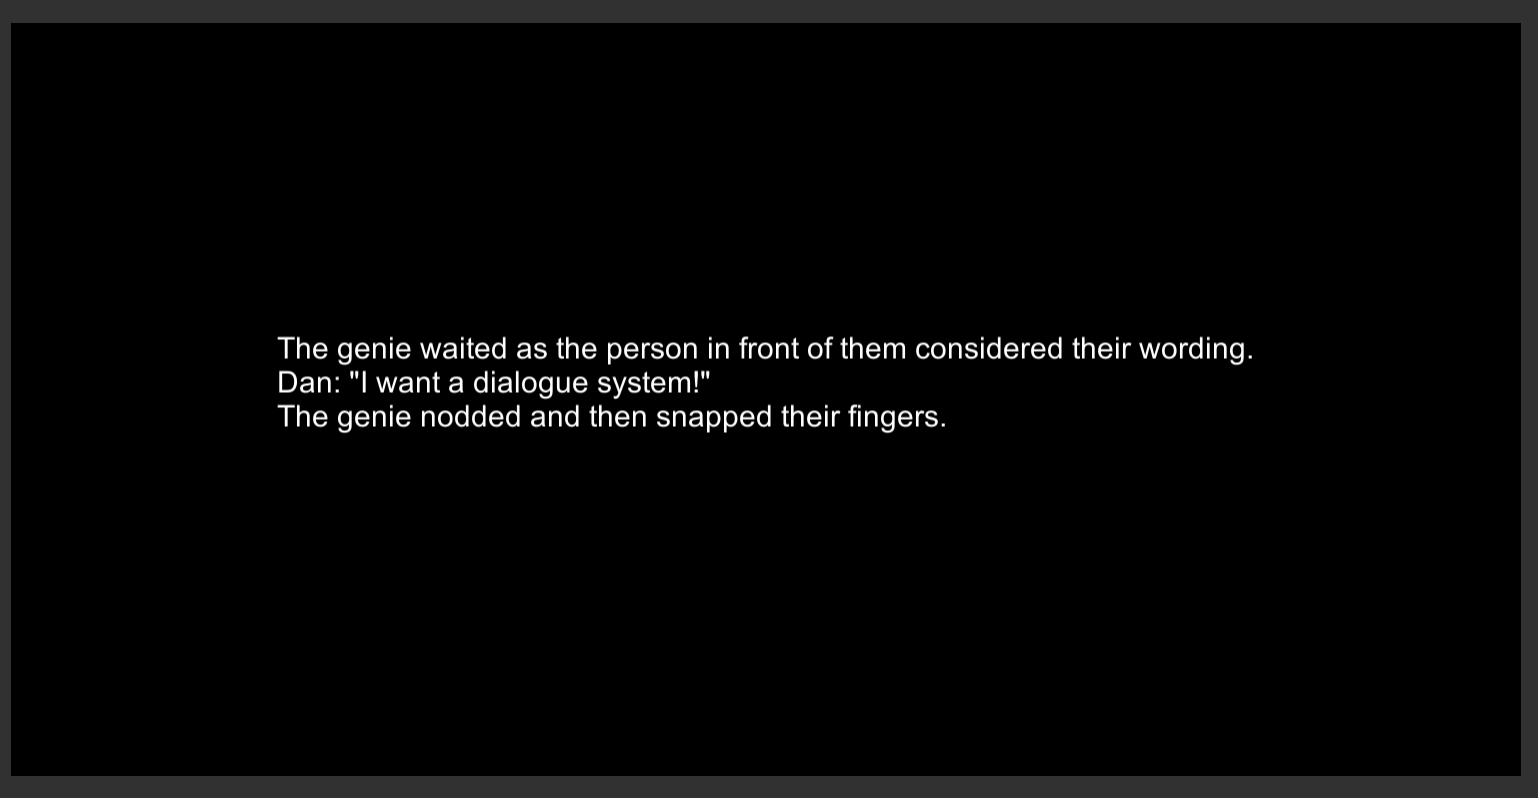 The genie waited as the person in front of them considered their wording.
Dan: "I want a dialogue system!"
The genie nodded and then snapped their fingers.